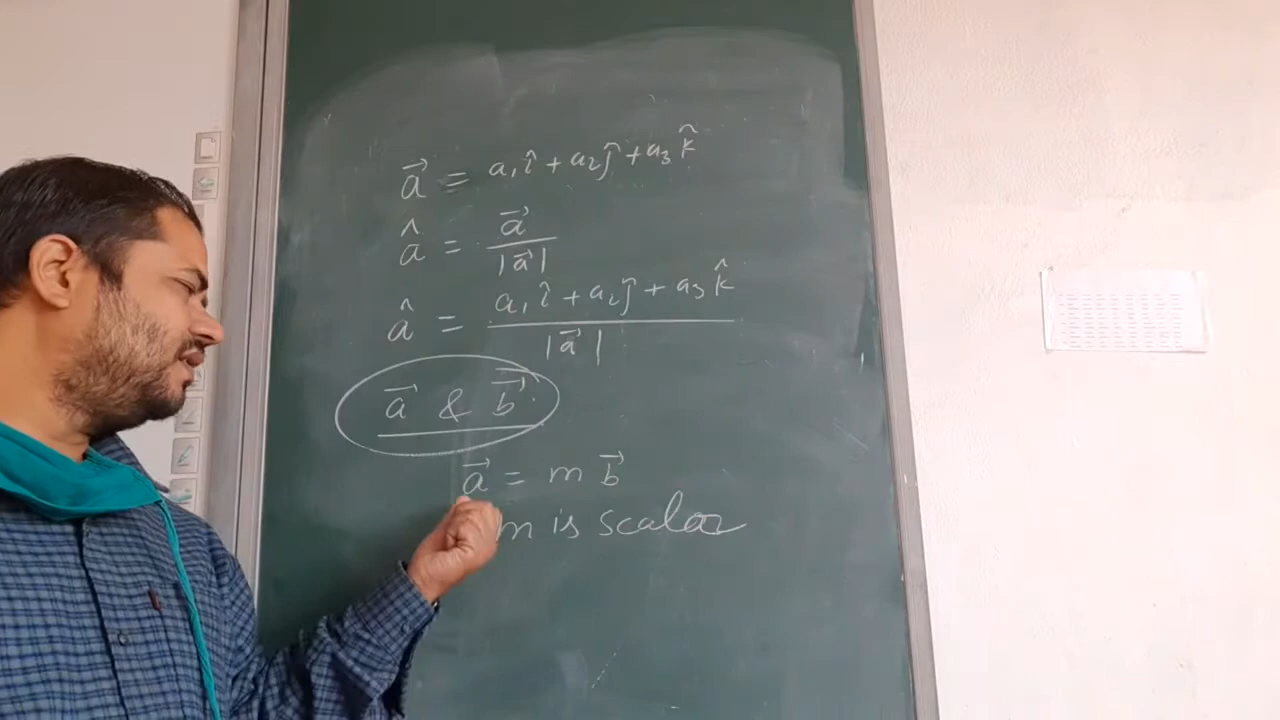 a⃗ = a₁î + a₂ĵ + a₃k̂
â = a⃗ / |a⃗|
â = (a₁î + a₂ĵ + a₃k̂) / |a⃗|
a⃗ & b⃗
a⃗ = m b⃗
m is scalar